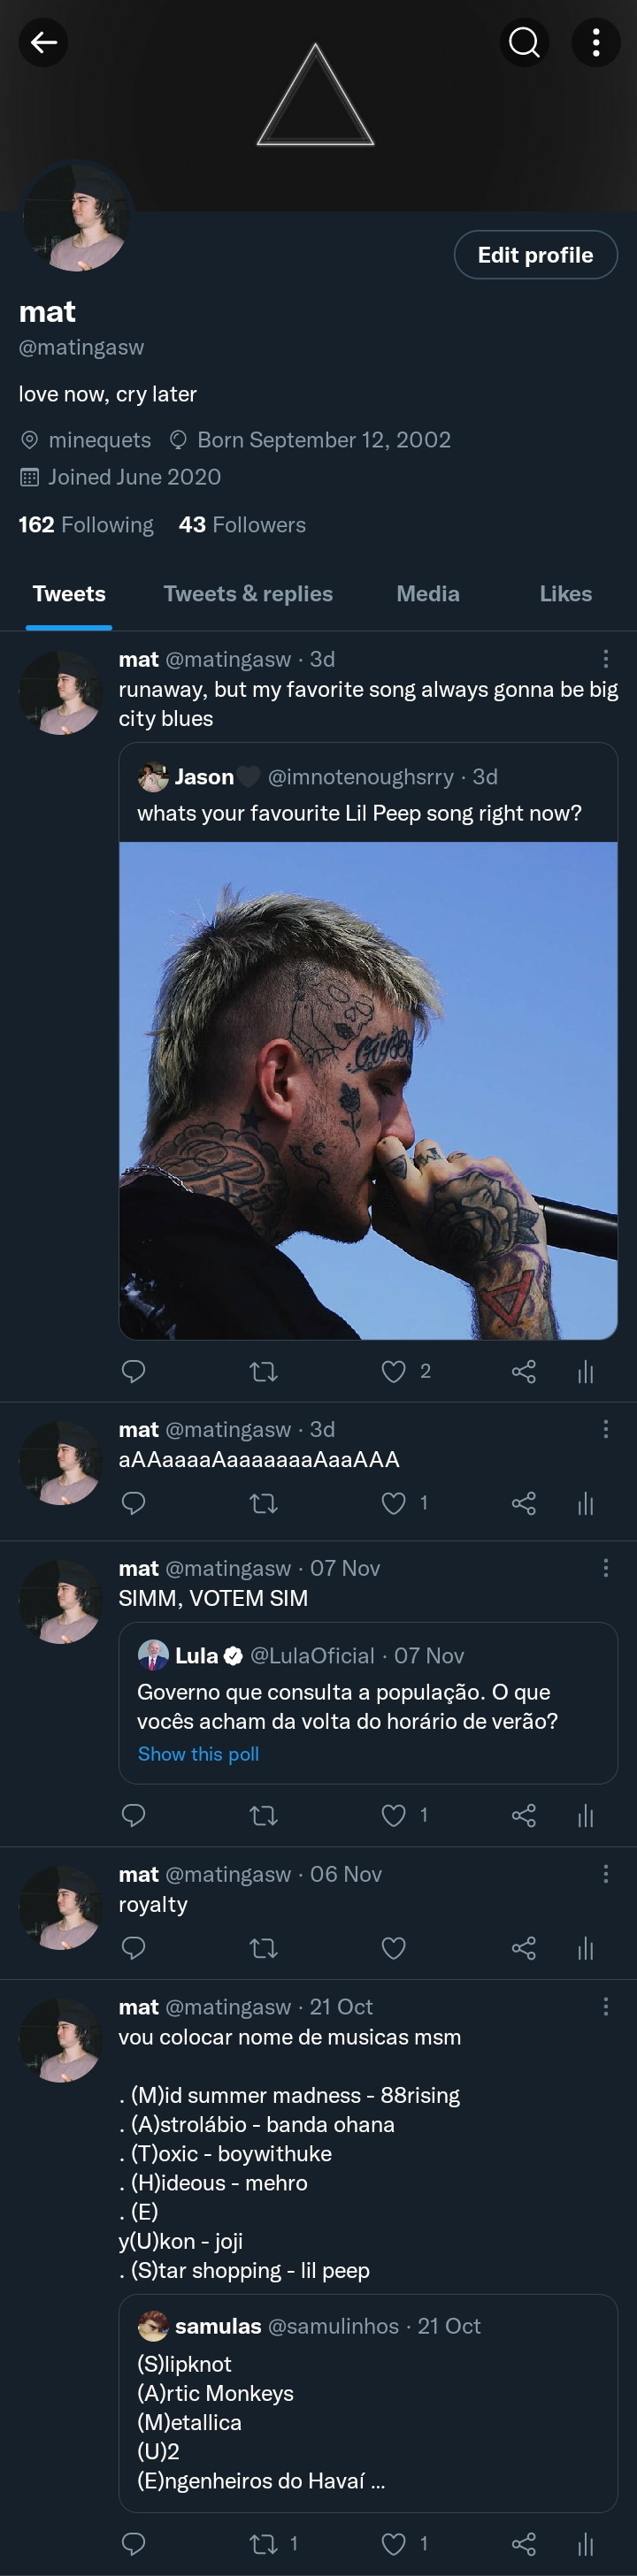 Edit profile
mat
@matingasw
love now, cry later
minequets Born September 12, 2002
Joined June 2020
162 Following 43 Followers
Tweets Tweets & replies Media Likes
mat @matingasw · 3d
runaway, but my favorite song always gonna be big
city blues
Jason🖤 @imnotenoughsrry · 3d
whats your favourite Lil Peep song right now?
2
mat @matingasw · 3d
aAAaaaaAaaaaaaaAaaAAA
1
mat @matingasw · 07 Nov
SIMM, VOTEM SIM
Lula @LulaOficial · 07 Nov
Governo que consulta a população. O que
vocês acham da volta do horário de verão?
Show this poll
1
mat @matingasw · 06 Nov
royalty
mat @matingasw · 21 Oct
vou colocar nome de musicas msm
. (M)id summer madness - 88rising
. (A)strolábio - banda ohana
. (T)oxic - boywithuke
. (H)ideous - mehro
. (E)
y(U)kon - joji
. (S)tar shopping - lil peep
samulas @samulinhos · 21 Oct
(S)lipknot
(A)rtic Monkeys
(M)etallica
(U)2
(E)ngenheiros do Havaí ...
1 1